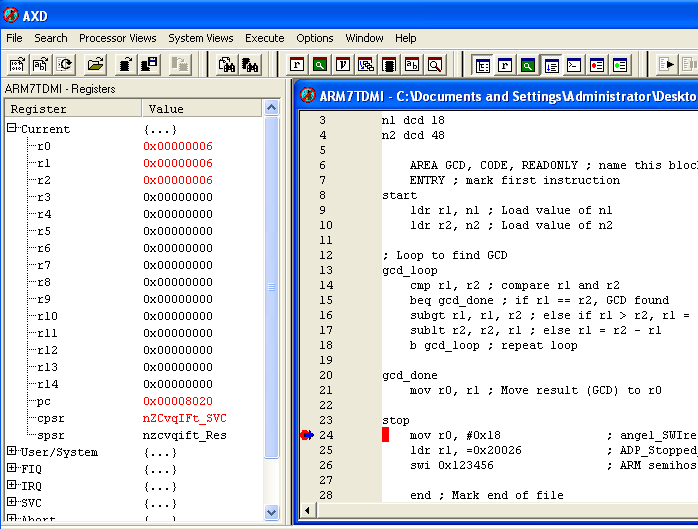 AXD
File Search Processor Views System Views Execute Options Window Help
ARM7TDMI - Registers
Register Value
Current {...}
r0 0x00000006
r1 0x00000006
r2 0x00000006
r3 0x00000000
r4 0x00000000
r5 0x00000000
r6 0x00000000
r7 0x00000000
r8 0x00000000
r9 0x00000000
r10 0x00000000
r11 0x00000000
r12 0x00000000
r13 0x00000000
r14 0x00000000
pc 0x00008020
cpsr nZCvqIFt_SVC
spsr nzcvqift_Res
User/System {...}
FIQ {...}
IRQ {...}
SVC {...}
Abort {...}
ARM7TDMI - C:\Documents and Settings\Administrator\Deskto
3 n1 dcd 18
4 n2 dcd 48
5
6 AREA GCD, CODE, READONLY ; name this bloc
7 ENTRY ; mark first instruction
8 start
9 ldr r1, n1 ; Load value of n1
10 ldr r2, n2 ; Load value of n2
11
12 ; Loop to find GCD
13 gcd_loop
14 cmp r1, r2 ; compare r1 and r2
15 beq gcd_done ; if r1 == r2, GCD found
16 subgt r1, r1, r2 ; else if r1 > r2, r1 =
17 sublt r2, r2, r1 ; else r1 = r2 - r1
18 b gcd_loop ; repeat loop
19
20 gcd_done
21 mov r0, r1 ; Move result (GCD) to r0
22
23 stop
24 mov r0, #0x18 ; angel_SWIre
25 ldr r1, =0x20026 ; ADP_Stopped_
26 swi 0x123456 ; ARM semihos
27
28 end ; Mark end of file